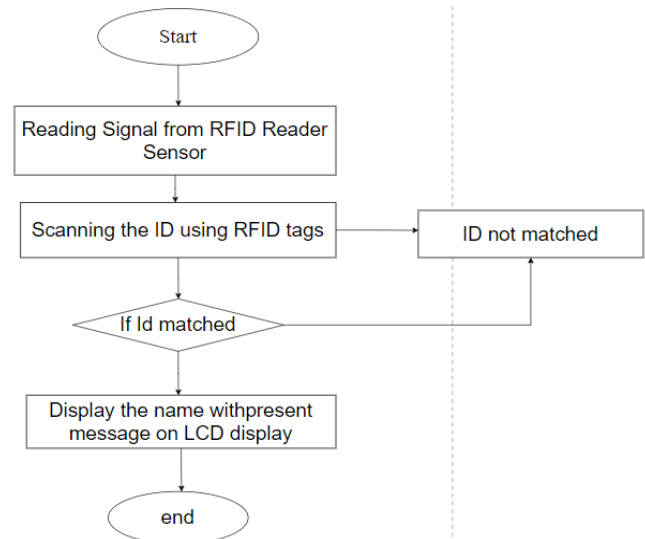 Start
Reading Signal from RFID Reader
Sensor
Scanning the ID using RFID tags
ID not matched
If Id matched
Display the name withpresent
message on LCD display
end